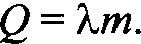 Q = λm.